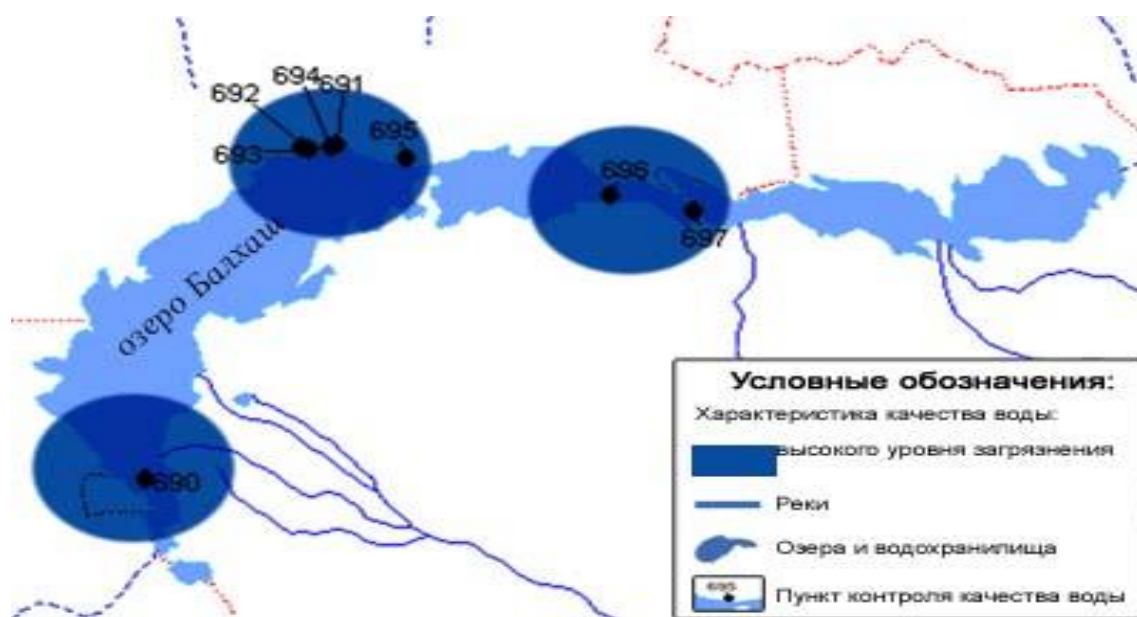 694
692
691
693
695
696
697
озеро Балхаш
690
Условные обозначения:
Характеристика качества воды:
высокого уровня загрязнения
Реки
Озера и водохранилища
695
Пункт контроля качества воды